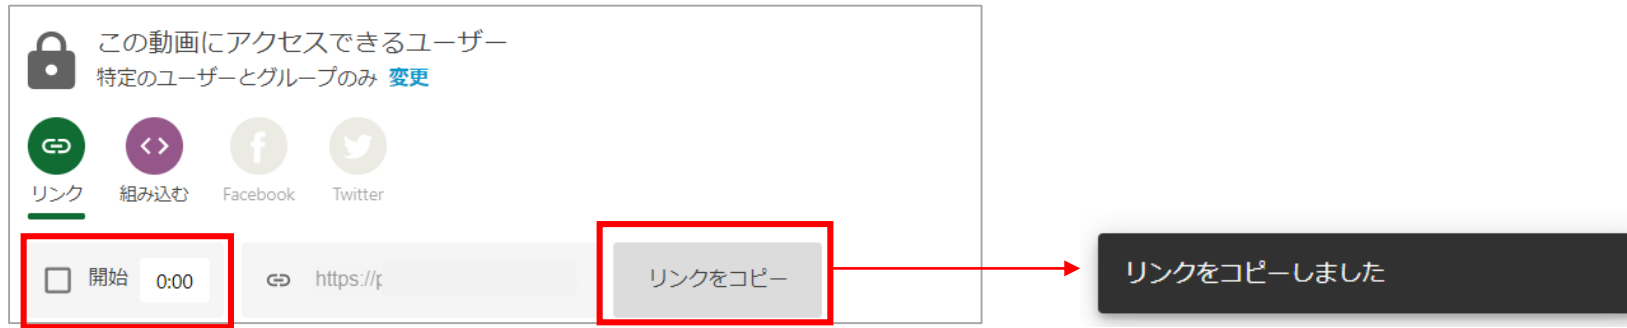 この動画にアクセスできるユーザー
特定のユーザーとグループのみ 変更
リンク 組み込む Facebook Twitter
開始 0:00 https://p リンクをコピー
リンクをコピーしました